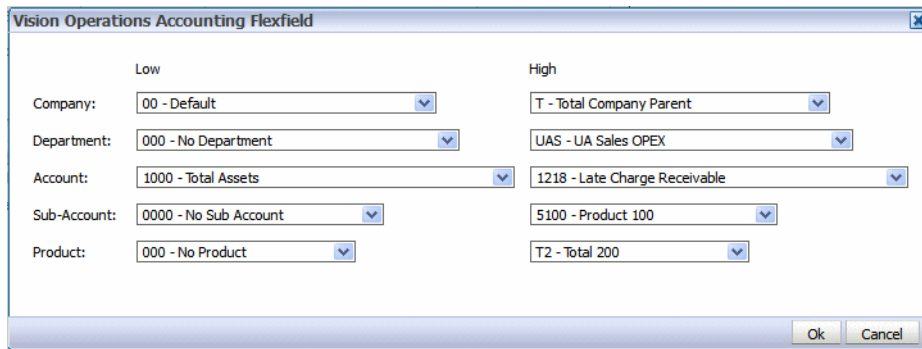 Vision Operations Accounting Flexfield
Low High
Company: 00 - Default T - Total Company Parent
Department: 000 - No Department UAS - UA Sales OPEX
Account: 1000 - Total Assets 1218 - Late Charge Receivable
Sub-Account: 0000 - No Sub Account 5100 - Product 100
Product: 000 - No Product T2 - Total 200
Ok Cancel